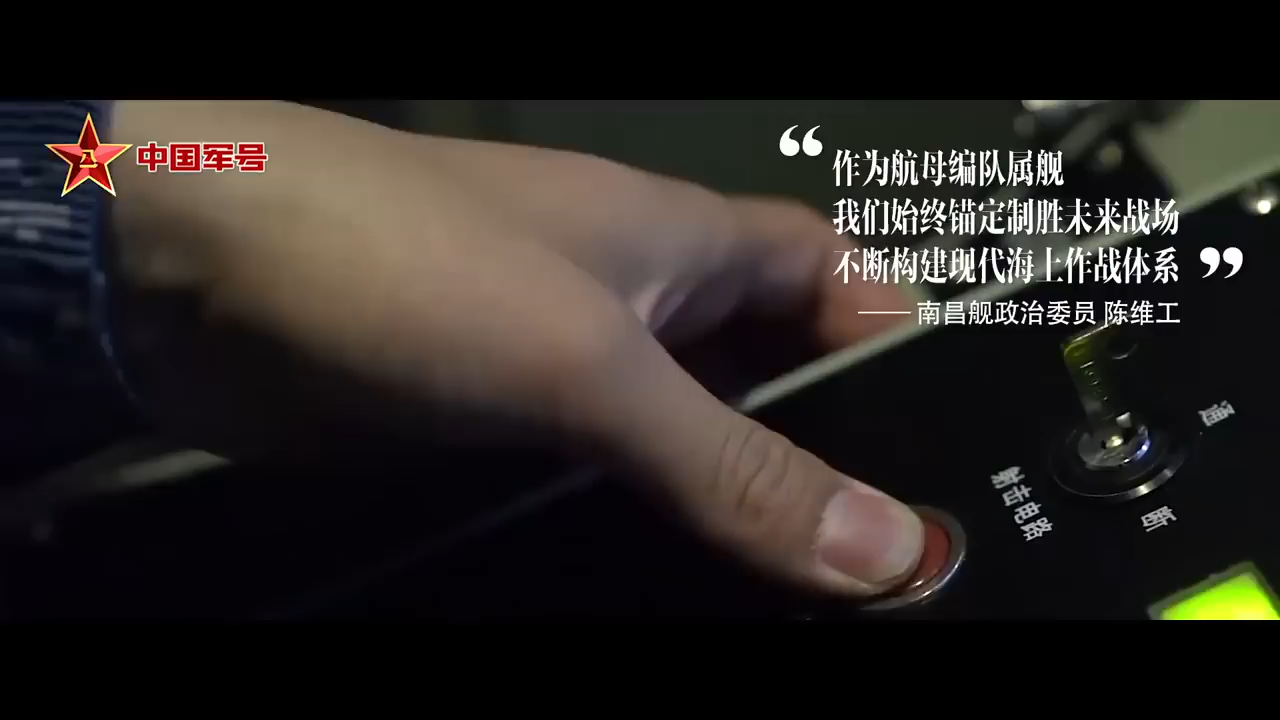 中国军号
“作为航母编队属舰
我们始终锚定制胜未来战场
不断构建现代海上作战体系”
——南昌舰政治委员 陈维工
通
射击电路
断